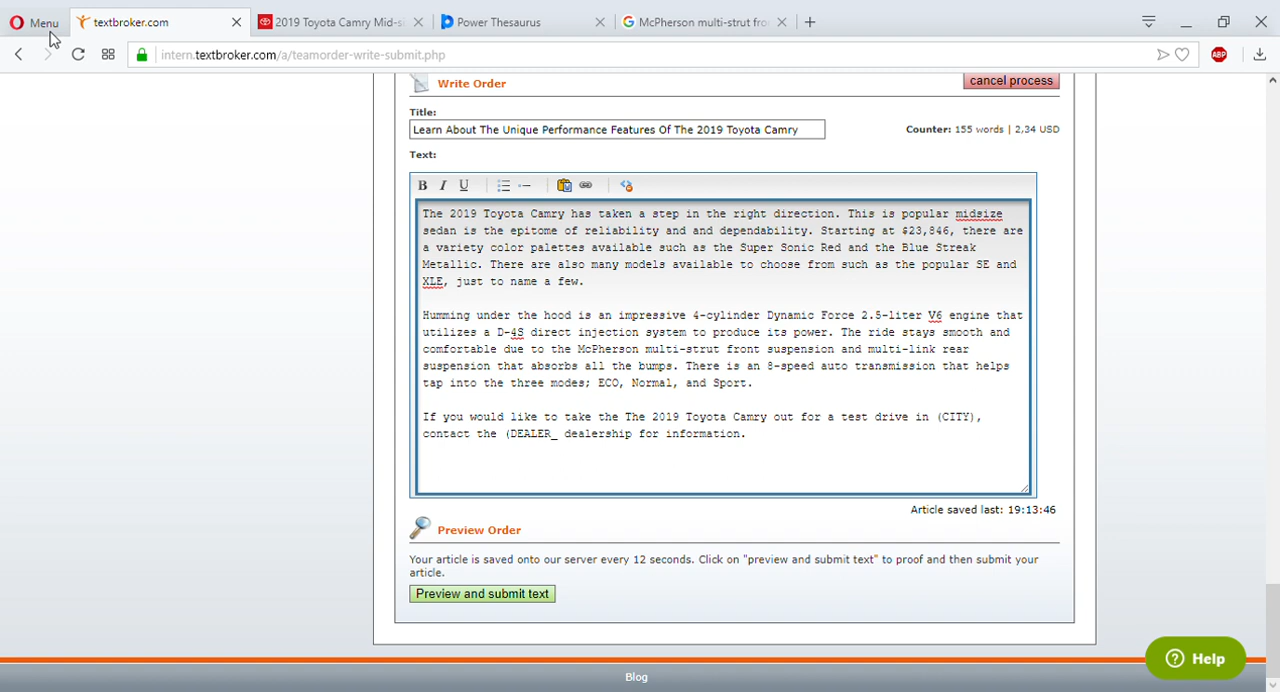 Menu
textbroker.com
2019 Toyota Camry Mid-si
Power Thesaurus
McPherson multi-strut fro
intern.textbroker.com/a/teamorder-write-submit.php
ABP
Write Order
cancel process
Title:
Learn About The Unique Performance Features Of The 2019 Toyota Camry
Counter: 155 words | 2,34 USD
Text:
B I U
The 2019 Toyota Camry has taken a step in the right direction. This is popular midsize
sedan is the epitome of reliability and and dependability. Starting at $23,846, there are
a variety color palettes available such as the Super Sonic Red and the Blue Streak
Metallic. There are also many models available to choose from such as the popular SE and
XLE, just to name a few.
Humming under the hood is an impressive 4-cylinder Dynamic Force 2.5-liter V6 engine that
utilizes a D-4S direct injection system to produce its power. The ride stays smooth and
comfortable due to the McPherson multi-strut front suspension and multi-link rear
suspension that absorbs all the bumps. There is an 8-speed auto transmission that helps
tap into the three modes; ECO, Normal, and Sport.
If you would like to take the The 2019 Toyota Camry out for a test drive in (CITY),
contact the (DEALER_ dealership for information.
Article saved last: 19:13:46
Preview Order
Your article is saved onto our server every 12 seconds. Click on "preview and submit text" to proof and then submit your
article.
Preview and submit text
Help
Blog